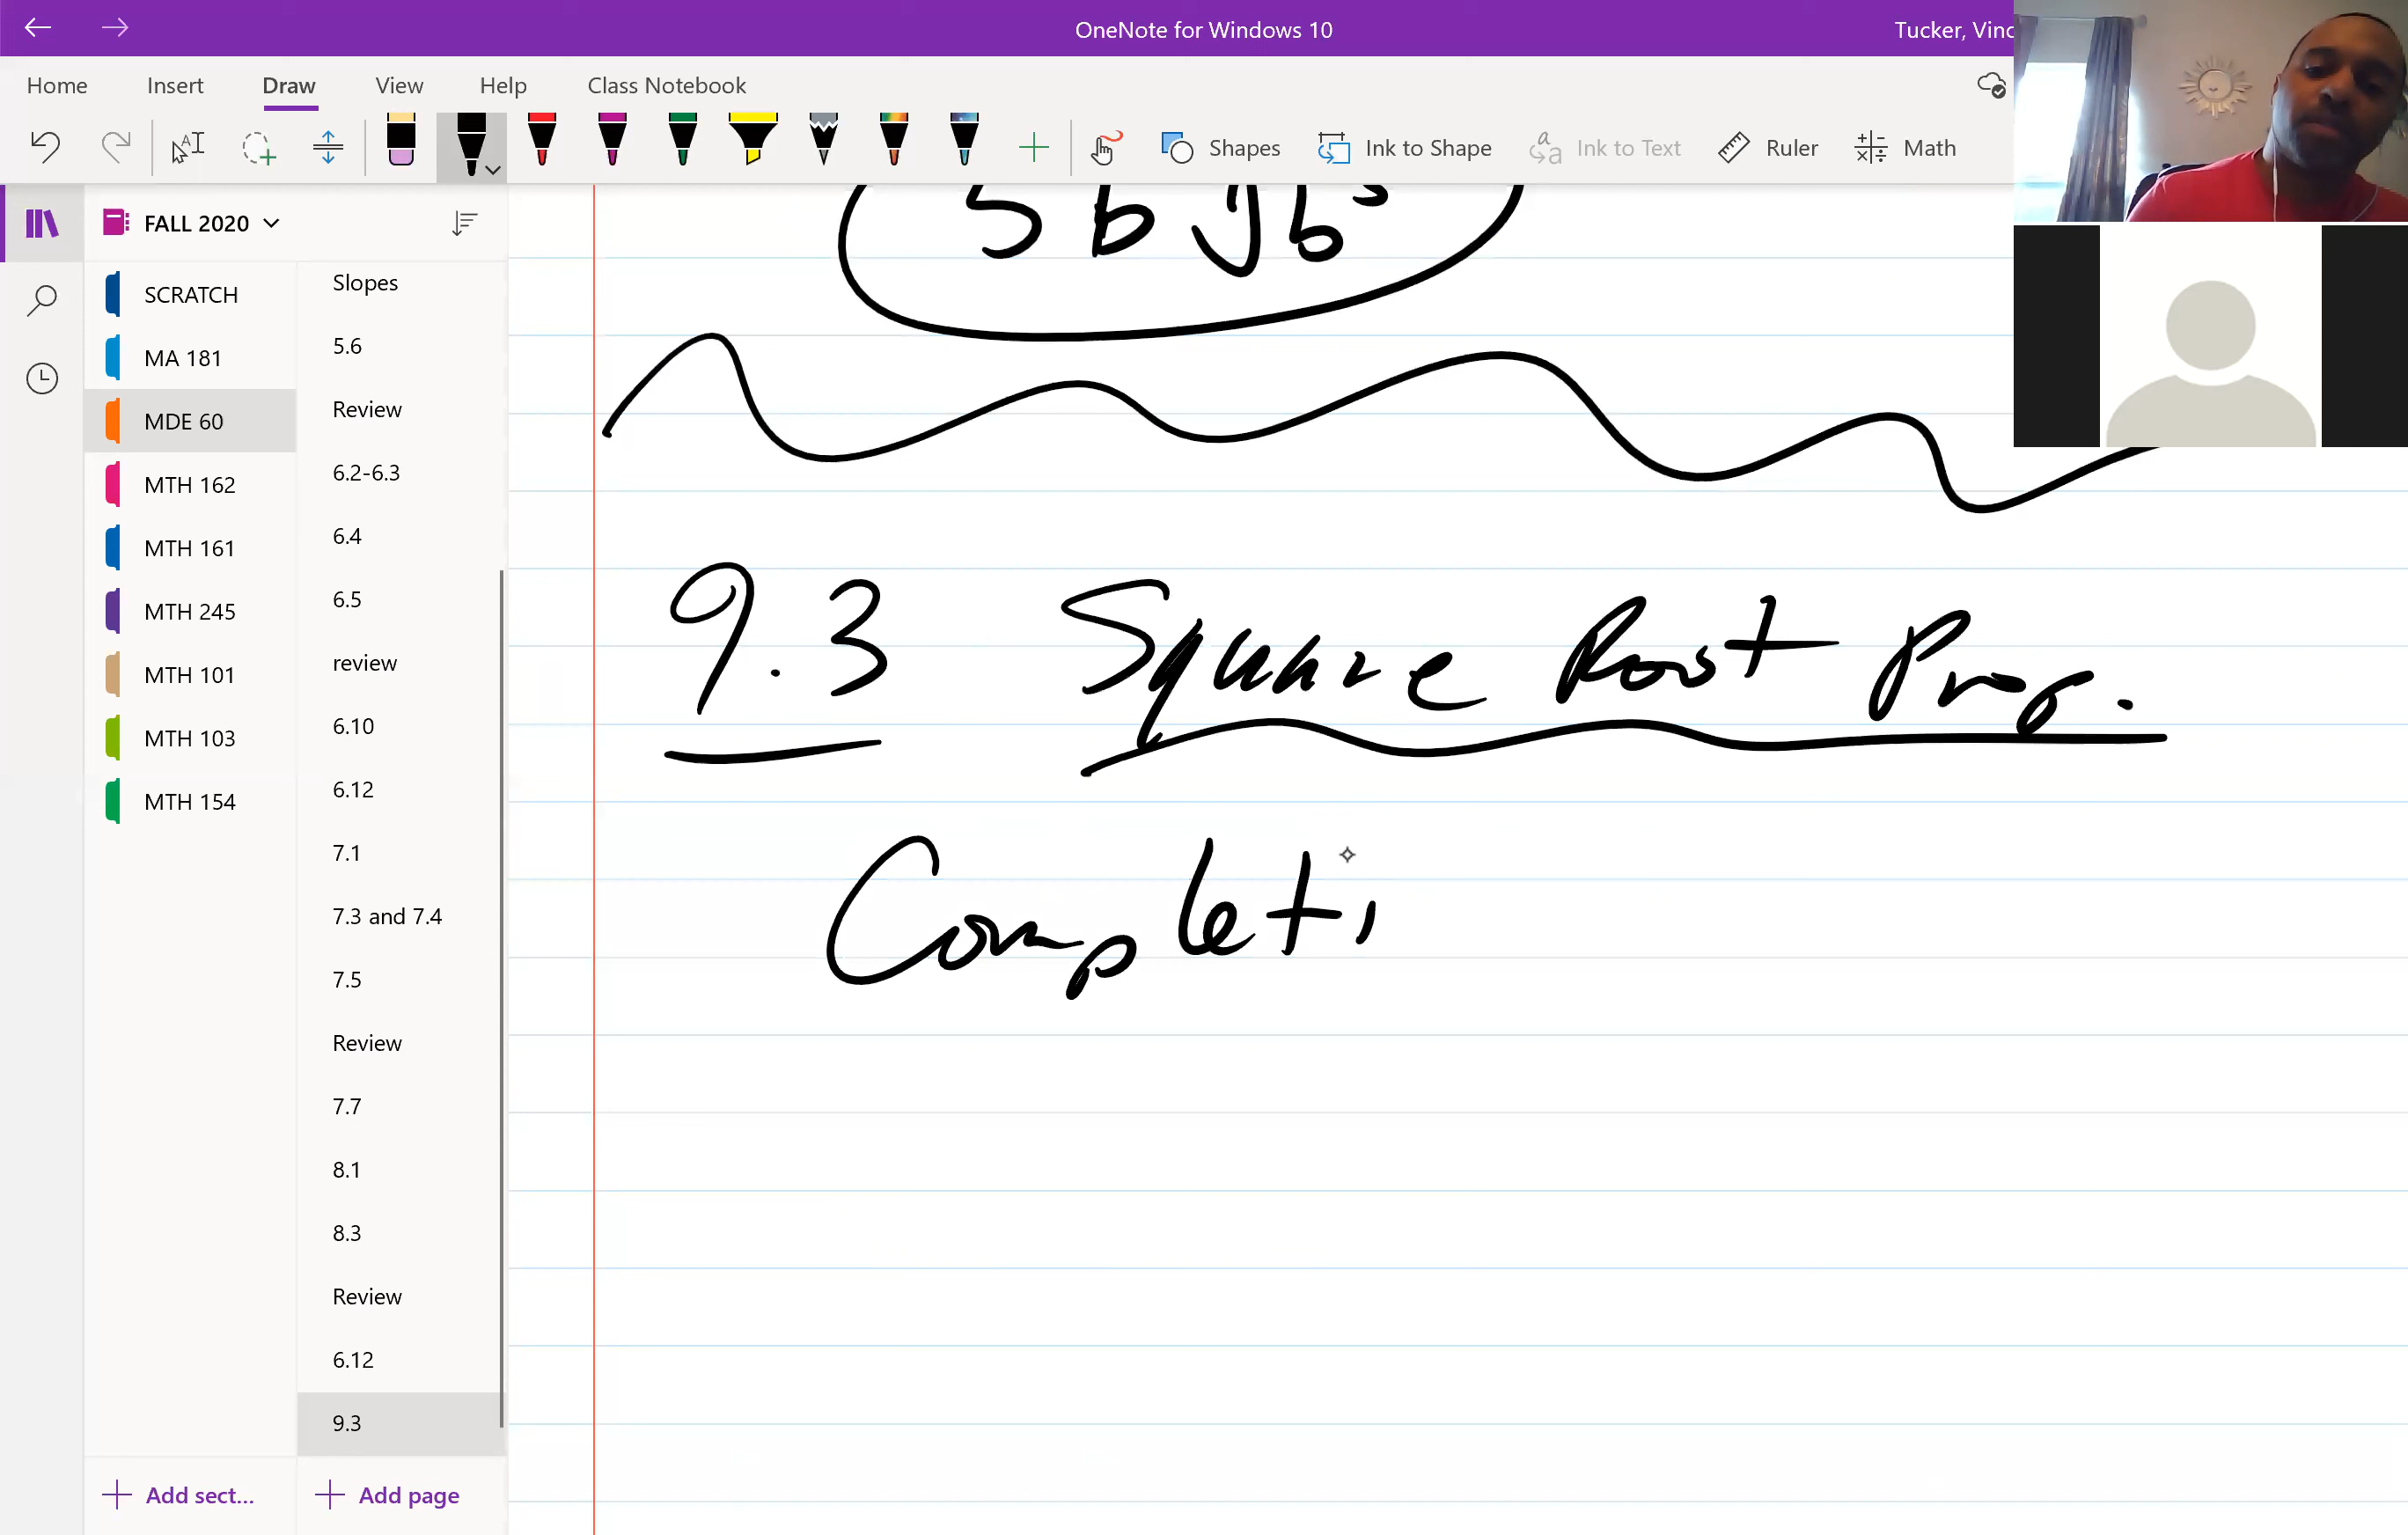 OneNote for Windows 10
Tucker, Vinc
Home Insert Draw View Help Class Notebook
Shapes Ink to Shape Ink to Text Ruler Math
FALL 2020
SCRATCH
MA 181
MDE 60
MTH 162
MTH 161
MTH 245
MTH 101
MTH 103
MTH 154
Add sect...
Slopes
5.6
Review
6.2-6.3
6.4
6.5
review
6.10
6.12
7.1
7.3 and 7.4
7.5
Review
7.7
8.1
8.3
Review
6.12
9.3
Add page
9.3 Square Root Prop.
Completi